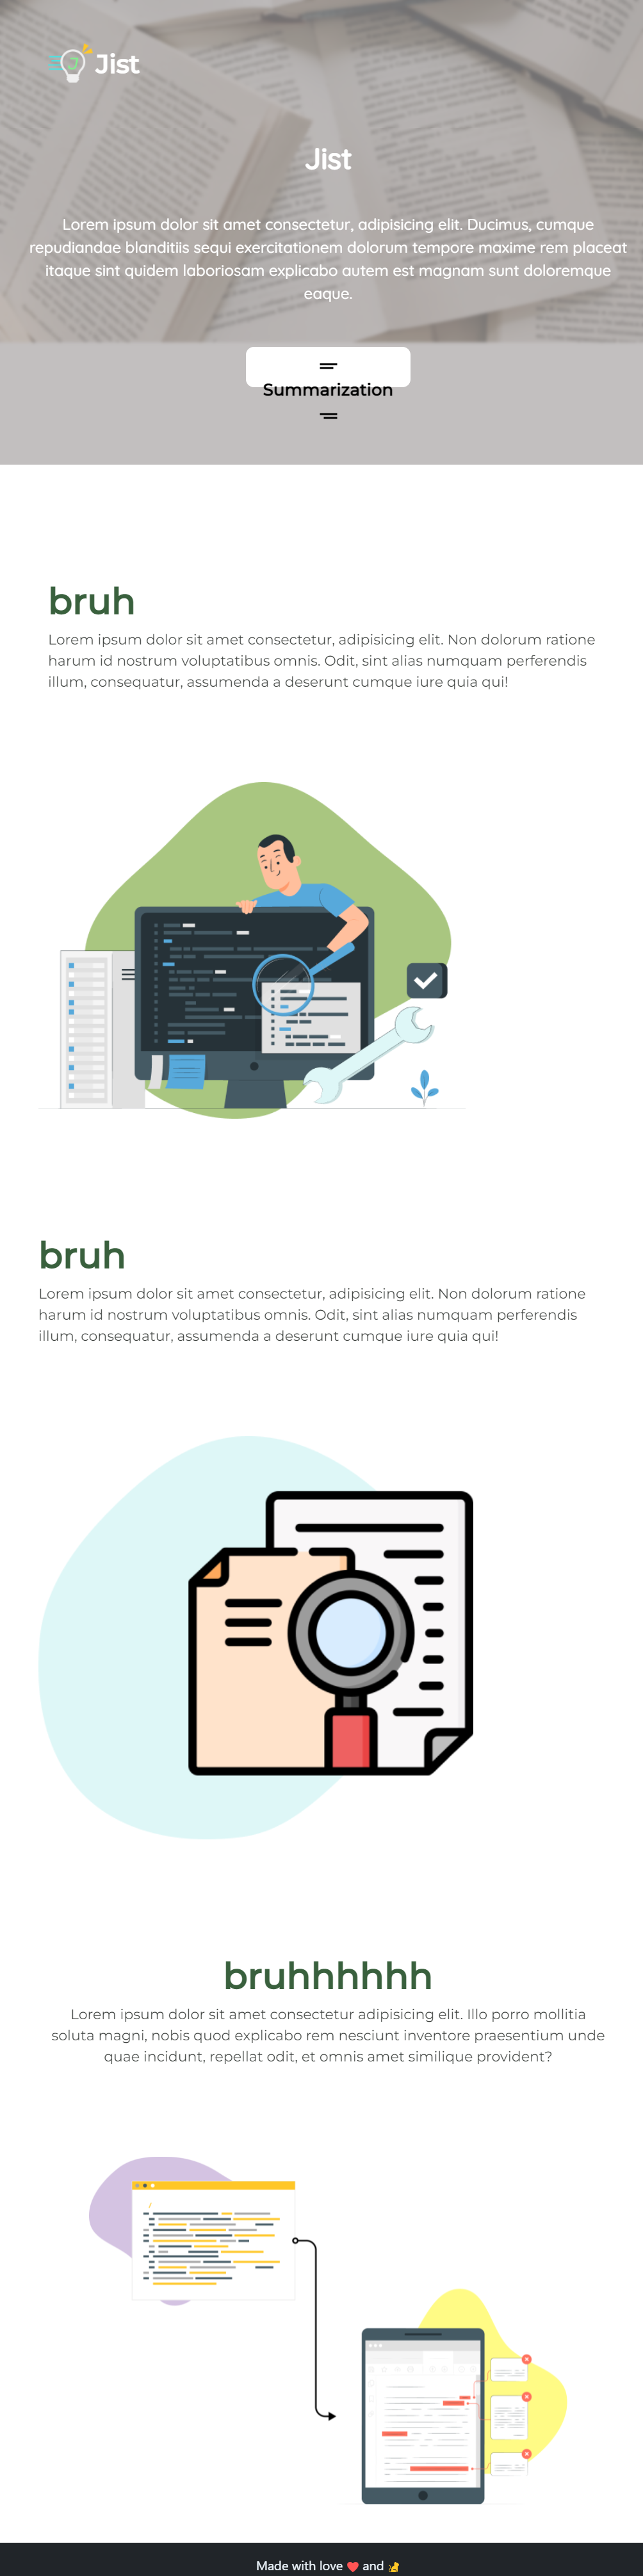 Jist
Jist
Lorem ipsum dolor sit amet consectetur, adipisicing elit. Ducimus, cumque
repudiandae blanditiis sequi exercitationem dolorum tempore maxime rem placeat
itaque sint quidem laboriosam explicabo autem est magnam sunt doloremque
eaque.
Summarization
bruh
Lorem ipsum dolor sit amet consectetur, adipisicing elit. Non dolorum ratione
harum id nostrum voluptatibus omnis. Odit, sint alias numquam perferendis
illum, consequatur, assumenda a deserunt cumque iure quia qui!
bruh
Lorem ipsum dolor sit amet consectetur, adipisicing elit. Non dolorum ratione
harum id nostrum voluptatibus omnis. Odit, sint alias numquam perferendis
illum, consequatur, assumenda a deserunt cumque iure quia qui!
bruhhhhhh
Lorem ipsum dolor sit amet consectetur adipisicing elit. Illo porro mollitia
soluta magni, nobis quod explicabo rem nesciunt inventore praesentium unde
quae incidunt, repellat odit, et omnis amet similique provident?
Made with love ❤️ and 🐈